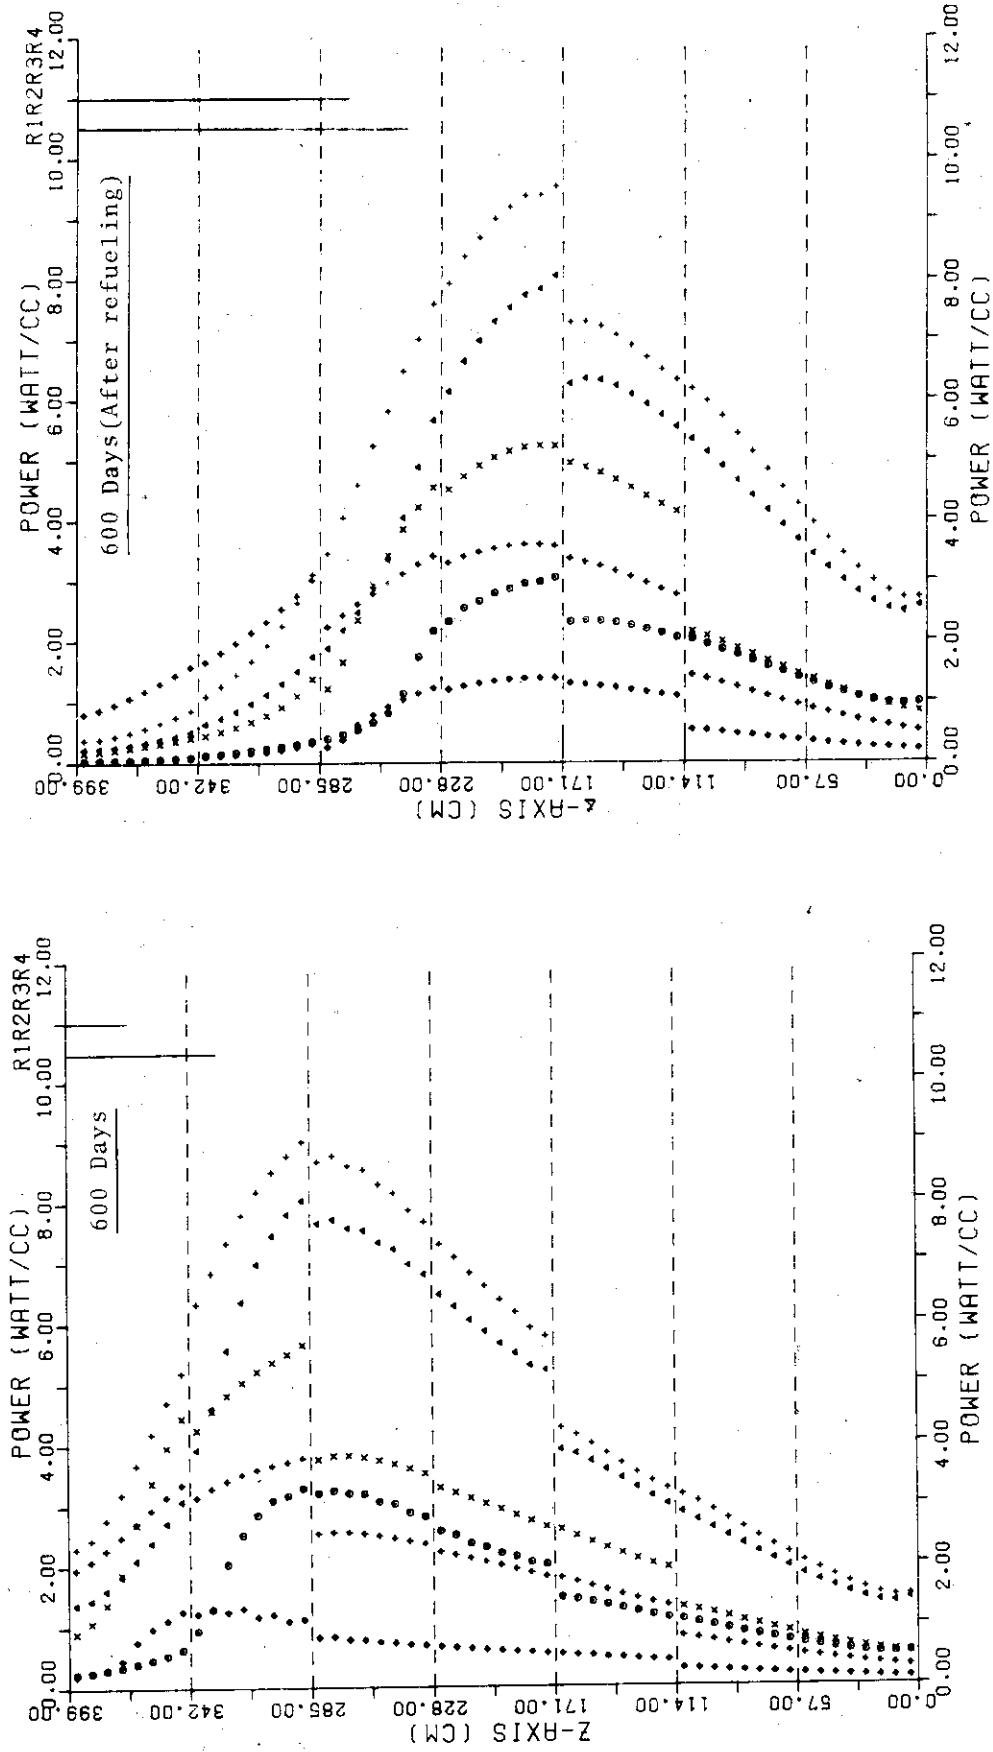 POWER (WATT/CC)
R1R2R3R4
0.00 2.00 4.00 6.00 8.00 10.00 12.00
600 Days
Z-AXIS (CM)
399.00
342.00
285.00
228.00
171.00
114.00
57.00
0.00
0.00 2.00 4.00 6.00 8.00 10.00 12.00
POWER (WATT/CC)
POWER (WATT/CC)
R1R2R3R4
0.00 2.00 4.00 6.00 8.00 10.00 12.00
600 Days(After refueling)
Z-AXIS (CM)
399.00
342.00
285.00
228.00
171.00
114.00
57.00
0.00
0.00 2.00 4.00 6.00 8.00 10.00 12.00
POWER (WATT/CC)